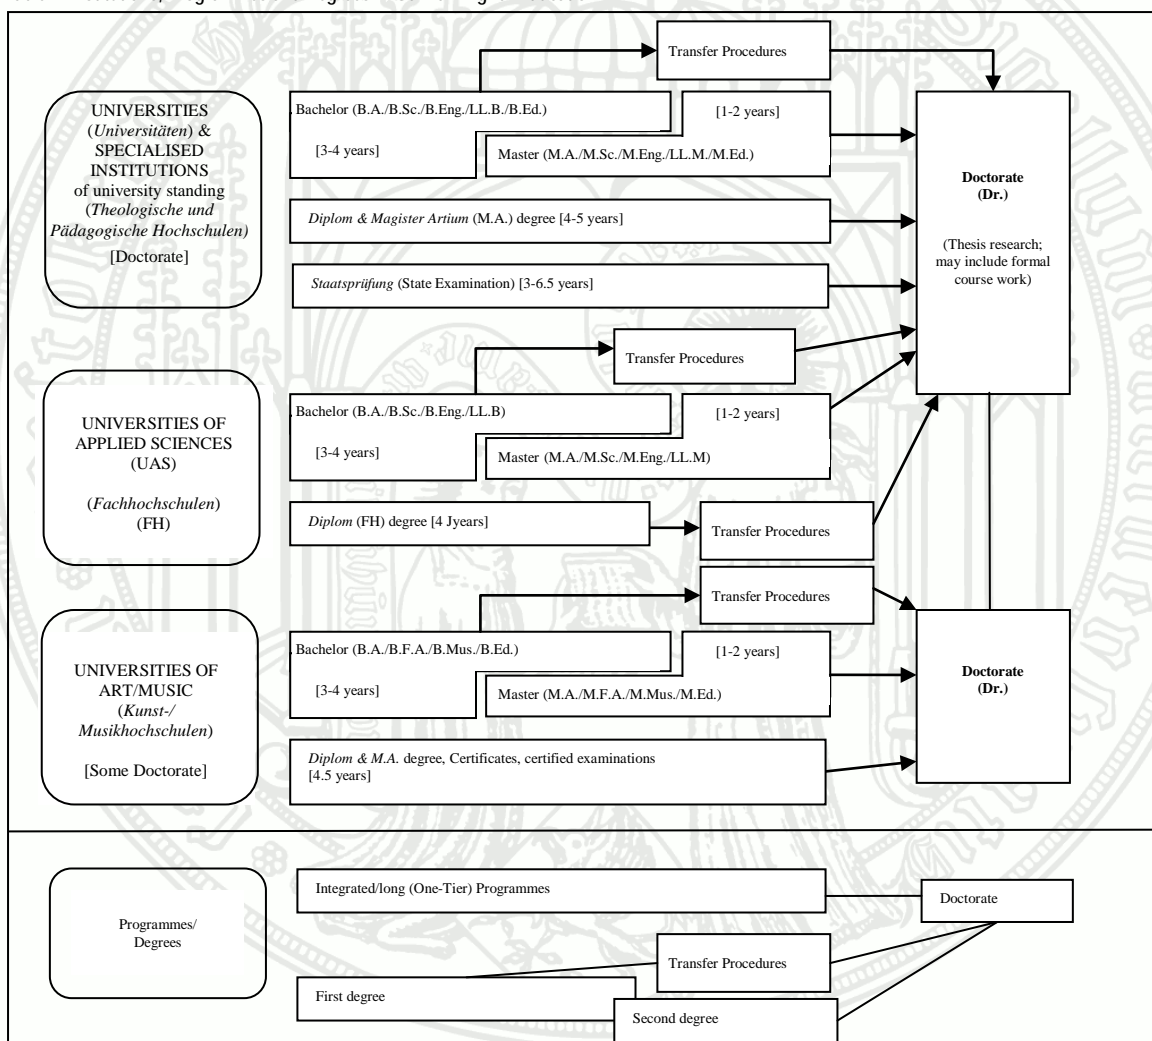 Transfer Procedures
UNIVERSITIES
(Universitäten) &
SPECIALISED
INSTITUTIONS
of university standing
(Theologische und
Pädagogische Hochschulen)
[Doctorate]
Bachelor (B.A./B.Sc./B.Eng./LL.B./B.Ed.)
[3-4 years]
[1-2 years]
Master (M.A./M.Sc./M.Eng./LL.M./M.Ed.)
Diplom & Magister Artium (M.A.) degree [4-5 years]
Staatsprüfung (State Examination) [3-6.5 years]
Doctorate
(Dr.)
(Thesis research;
may include formal
course work)
UNIVERSITIES OF
APPLIED SCIENCES
(UAS)
(Fachhochschulen)
(FH)
Transfer Procedures
Bachelor (B.A./B.Sc./B.Eng./LL.B)
[3-4 years]
[1-2 years]
Master (M.A./M.Sc./M.Eng./LL.M)
Diplom (FH) degree [4 Jyears]
Transfer Procedures
UNIVERSITIES OF
ART/MUSIC
(Kunst-/
Musikhochschulen)
[Some Doctorate]
Transfer Procedures
Bachelor (B.A./B.F.A./B.Mus./B.Ed.)
[3-4 years]
[1-2 years]
Master (M.A./M.F.A./M.Mus./M.Ed.)
Diplom & M.A. degree, Certificates, certified examinations
[4.5 years]
Doctorate
(Dr.)
Programmes/
Degrees
Integrated/long (One-Tier) Programmes
Doctorate
Transfer Procedures
First degree
Second degree